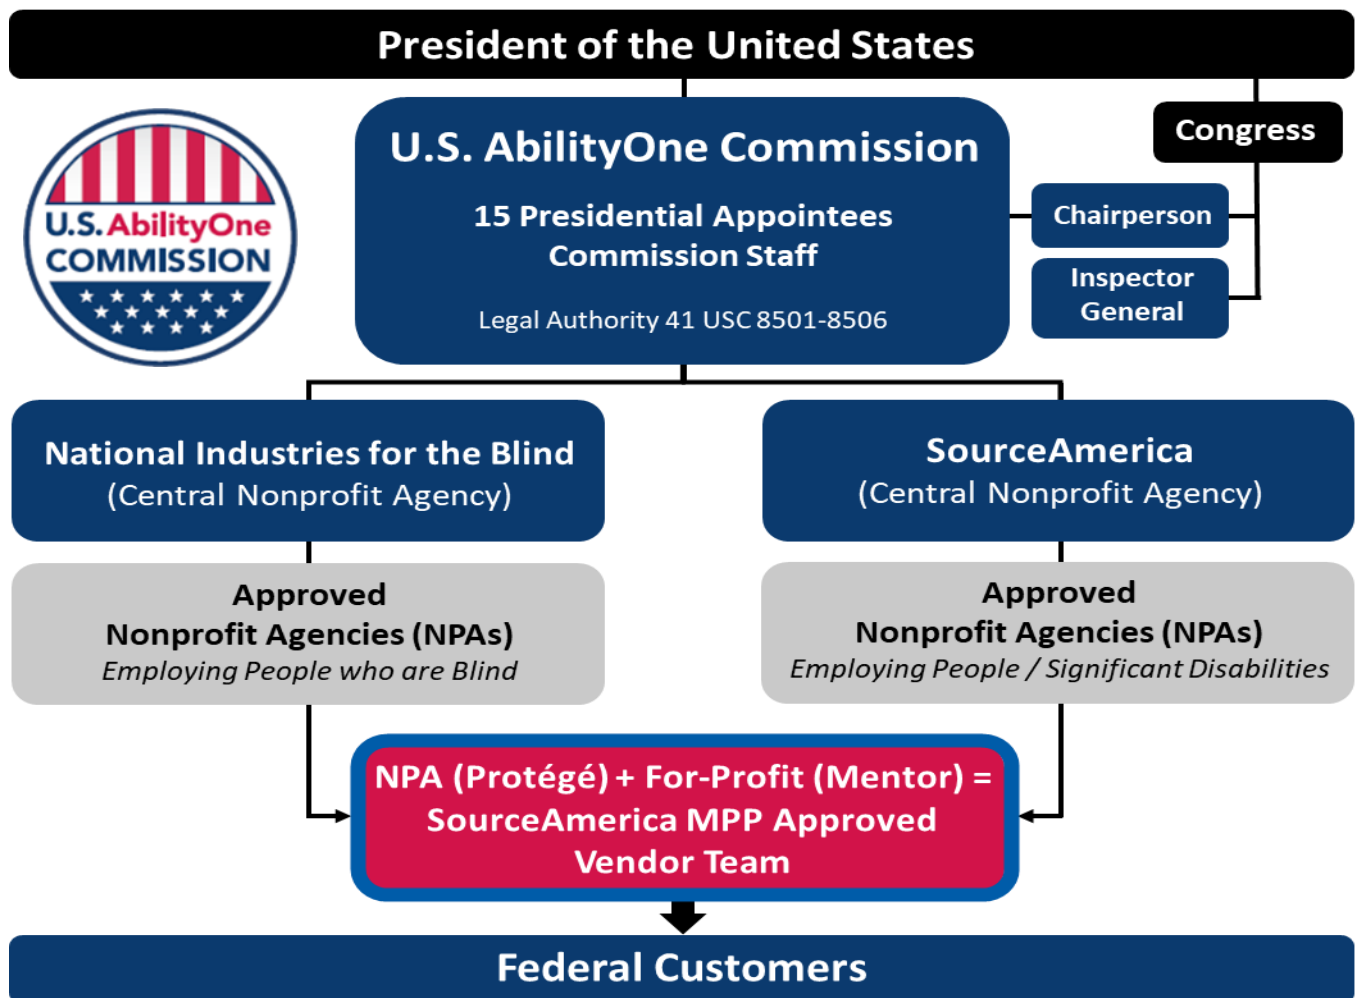 President of the United States
U.S. AbilityOne Commission
15 Presidential Appointees
Commission Staff
Legal Authority 41 USC 8501-8506
Congress
Chairperson
Inspector
General
U.S. AbilityOne
COMMISSION
National Industries for the Blind
(Central Nonprofit Agency)
SourceAmerica
(Central Nonprofit Agency)
Approved
Nonprofit Agencies (NPAs)
Employing People who are Blind
Approved
Nonprofit Agencies (NPAs)
Employing People / Significant Disabilities
NPA (Protégé) + For-Profit (Mentor) =
SourceAmerica MPP Approved
Vendor Team
Federal Customers